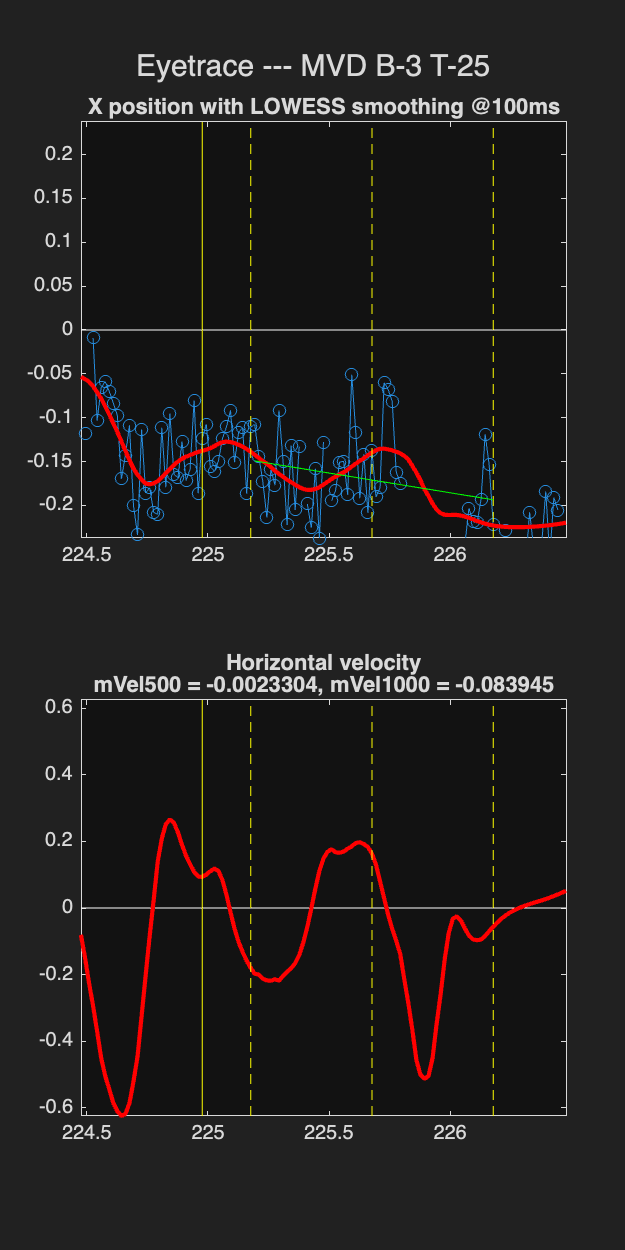 Eyetrace --- MVD B-3 T-25
X position with LOWESS smoothing @100ms
0.2
0.15
0.1
0.05
0
-0.05
-0.1
-0.15
-0.2
224.5 225 225.5 226
Horizontal velocity
mVel500 = -0.0023304, mVel1000 = -0.083945
0.6
0.4
0.2
0
-0.2
-0.4
-0.6
224.5 225 225.5 226